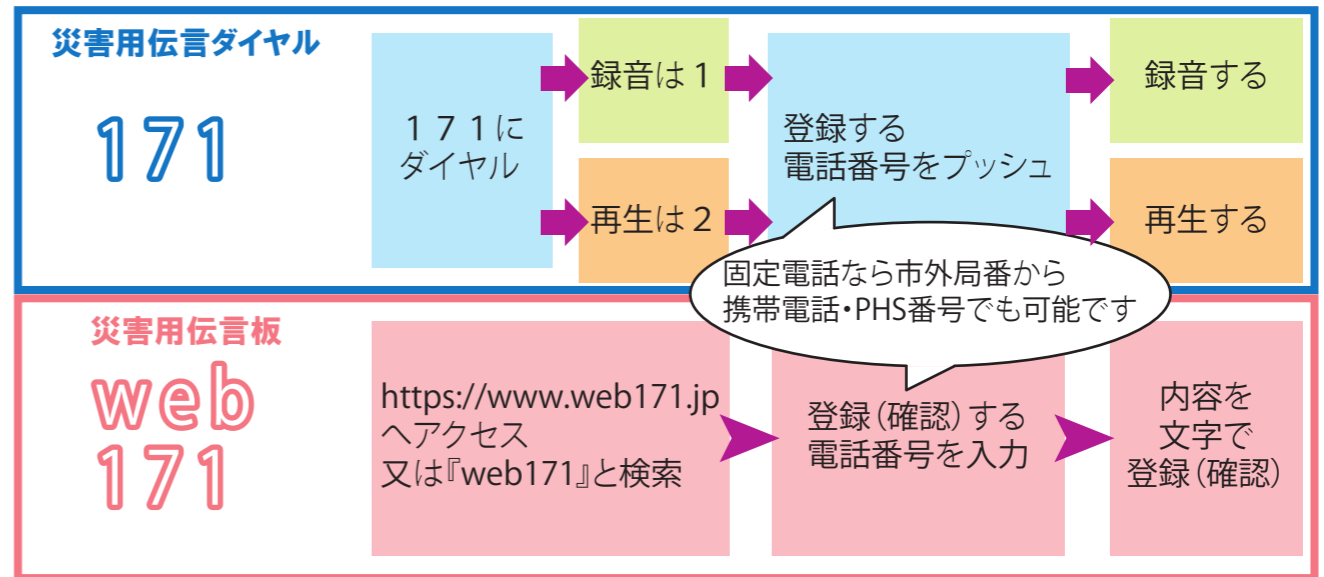 災害用伝言ダイヤル
171
171に
ダイヤル
録音は1
再生は2
登録する
電話番号をプッシュ
録音する
再生する
固定電話なら市外局番から
携帯電話・PHS番号でも可能です
災害用伝言板
web
171
https://www.web171.jp
へアクセス
又は『web171』と検索
登録(確認)する
電話番号を入力
内容を
文字で
登録(確認)